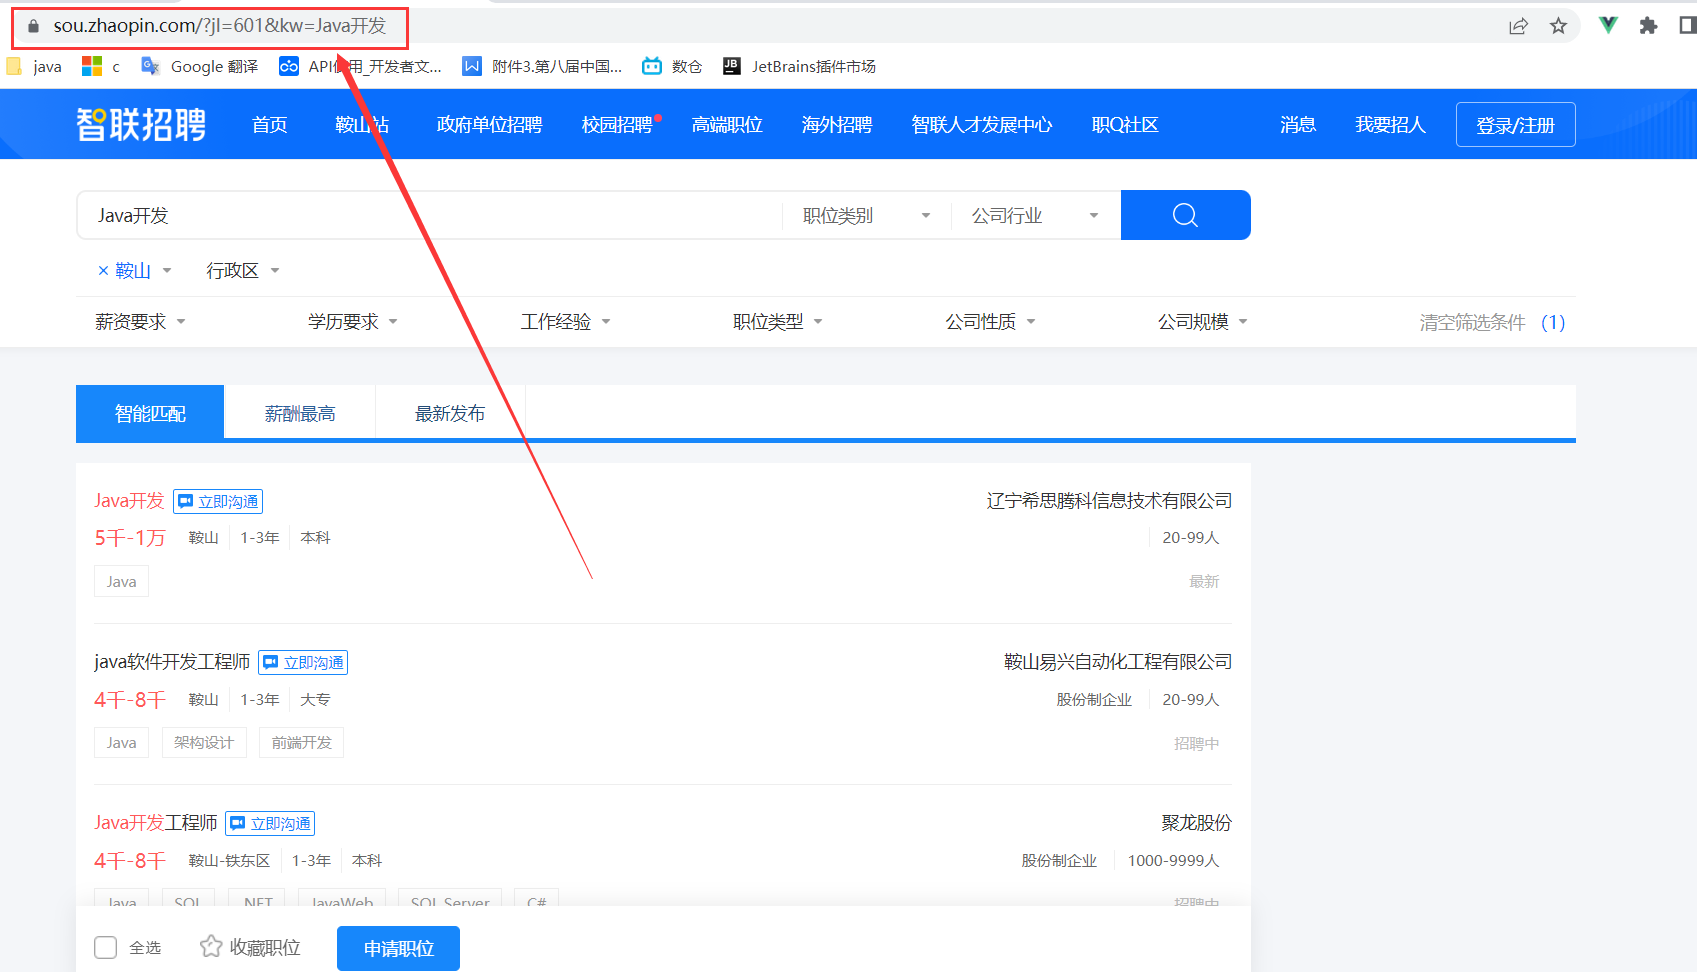 sou.zhaopin.com/?jl=601&kw=Java开发
java c Google 翻译 API使用_开发者文... 附件3.第八届中国... 数仓 JetBrains插件市场
智联招聘 首页 鞍山站 政府单位招聘 校园招聘 高端职位 海外招聘 智联人才发展中心 职Q社区 消息 我要招人 登录/注册
Java开发 职位类别 公司行业
× 鞍山 行政区
薪资要求 学历要求 工作经验 职位类型 公司性质 公司规模 清空筛选条件 (1)
智能匹配 薪酬最高 最新发布
Java开发 立即沟通 辽宁希思腾科信息技术有限公司
5千-1万 鞍山 1-3年 本科 20-99人
Java 最新
java软件开发工程师 立即沟通 鞍山易兴自动化工程有限公司
4千-8千 鞍山 1-3年 大专 股份制企业 20-99人
Java 架构设计 前端开发 招聘中
Java开发工程师 立即沟通 聚龙股份
4千-8千 鞍山-铁东区 1-3年 本科 股份制企业 1000-9999人
Java SQL .NET JavaWeb SQL Server C# 招聘中
全选 收藏职位 申请职位